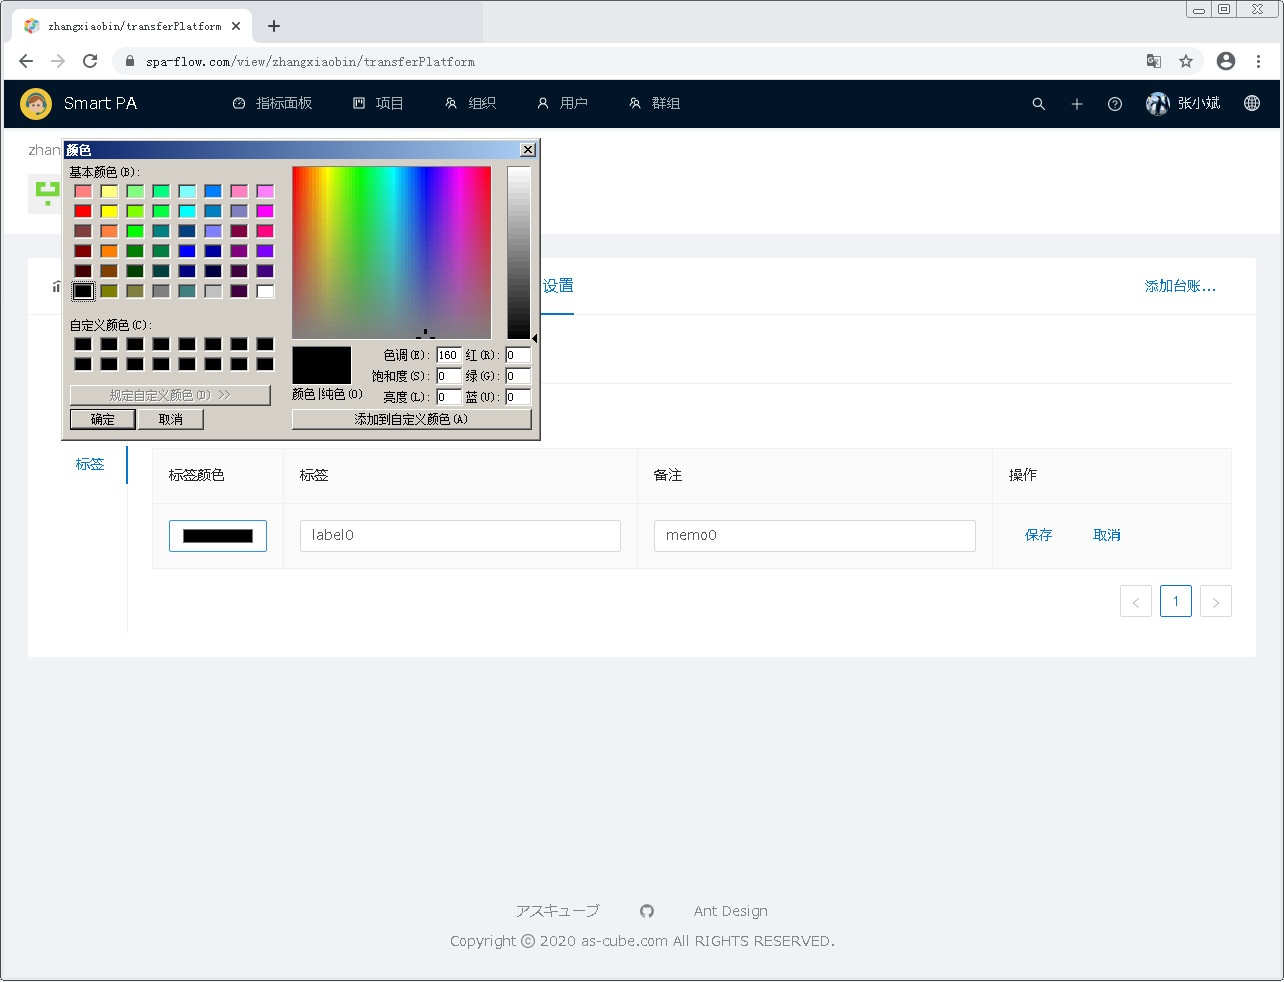 zhangxiaobin/transferPlatform
spa-flow.com/view/zhangxiaobin/transferPlatform
Smart PA
指标面板
项目
组织
用户
群组
张小斌
zhan
颜色
基本颜色(B):
自定义颜色(C):
规定自定义颜色(D) >>
确定
取消
颜色|纯色(O)
色调(E): 160 红(R): 0
饱和度(S): 0 绿(G): 0
亮度(L): 0 蓝(U): 0
添加到自定义颜色(A)
设置
添加台账...
标签
标签颜色 标签 备注 操作
label0 memo0 保存 取消
< 1 >
アスキューブ Ant Design
Copyright © 2020 as-cube.com All RIGHTS RESERVED.